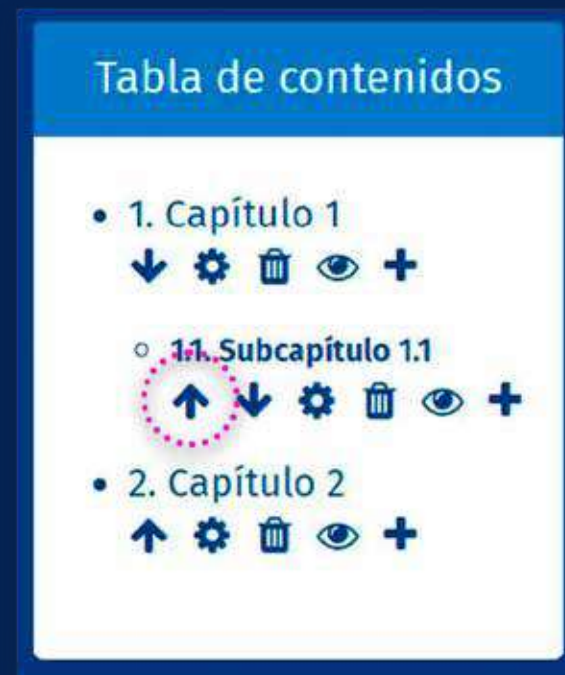 Tabla de contenidos
1. Capítulo 1
1.1. Subcapítulo 1.1
2. Capítulo 2